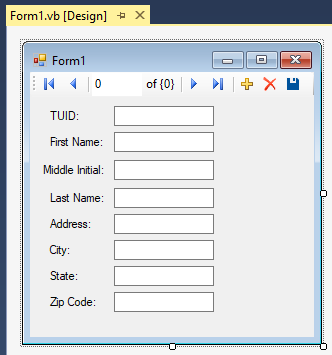 Form1.vb [Design]
Form1
0 of {0}
TUID:
First Name:
Middle Initial:
Last Name:
Address:
City:
State:
Zip Code: